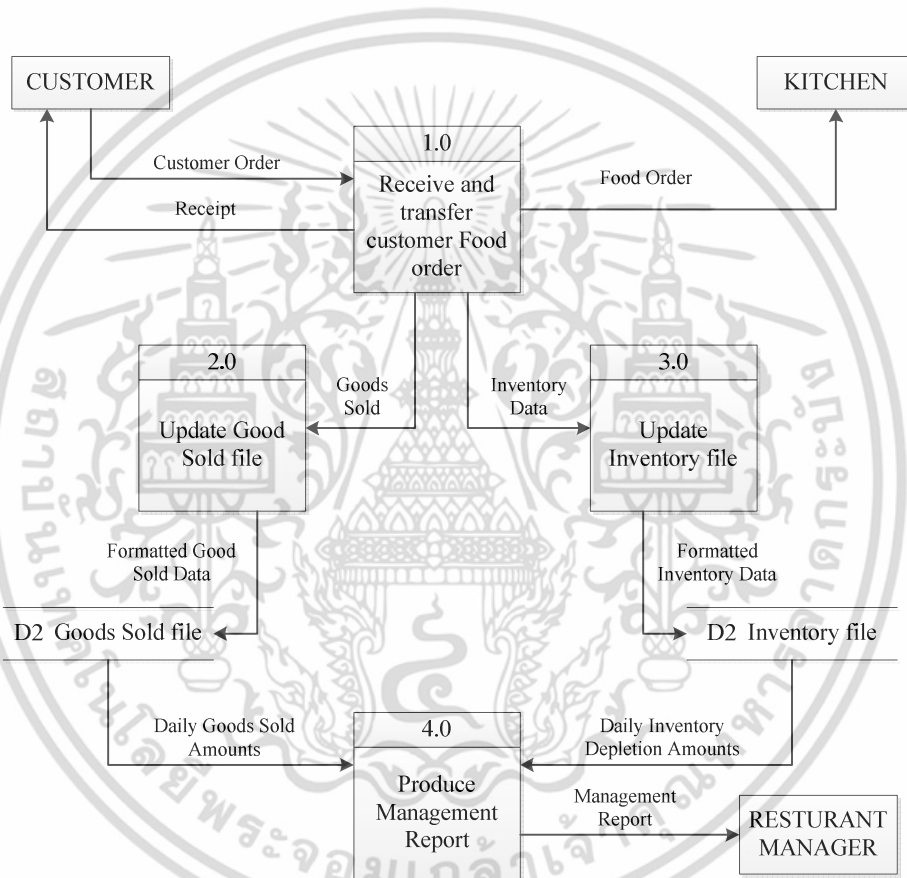 CUSTOMER
KITCHEN
1.0
Receive and
transfer
customer Food
order
Customer Order
Receipt
Food Order
2.0
Update Good
Sold file
Goods
Sold
Inventory
Data
3.0
Update
Inventory file
Formatted Good
Sold Data
Formatted
Inventory Data
D2 Goods Sold file
D2 Inventory file
Daily Goods Sold
Amounts
Daily Inventory
Depletion Amounts
4.0
Produce
Management
Report
Management
Report
RESTURANT
MANAGER